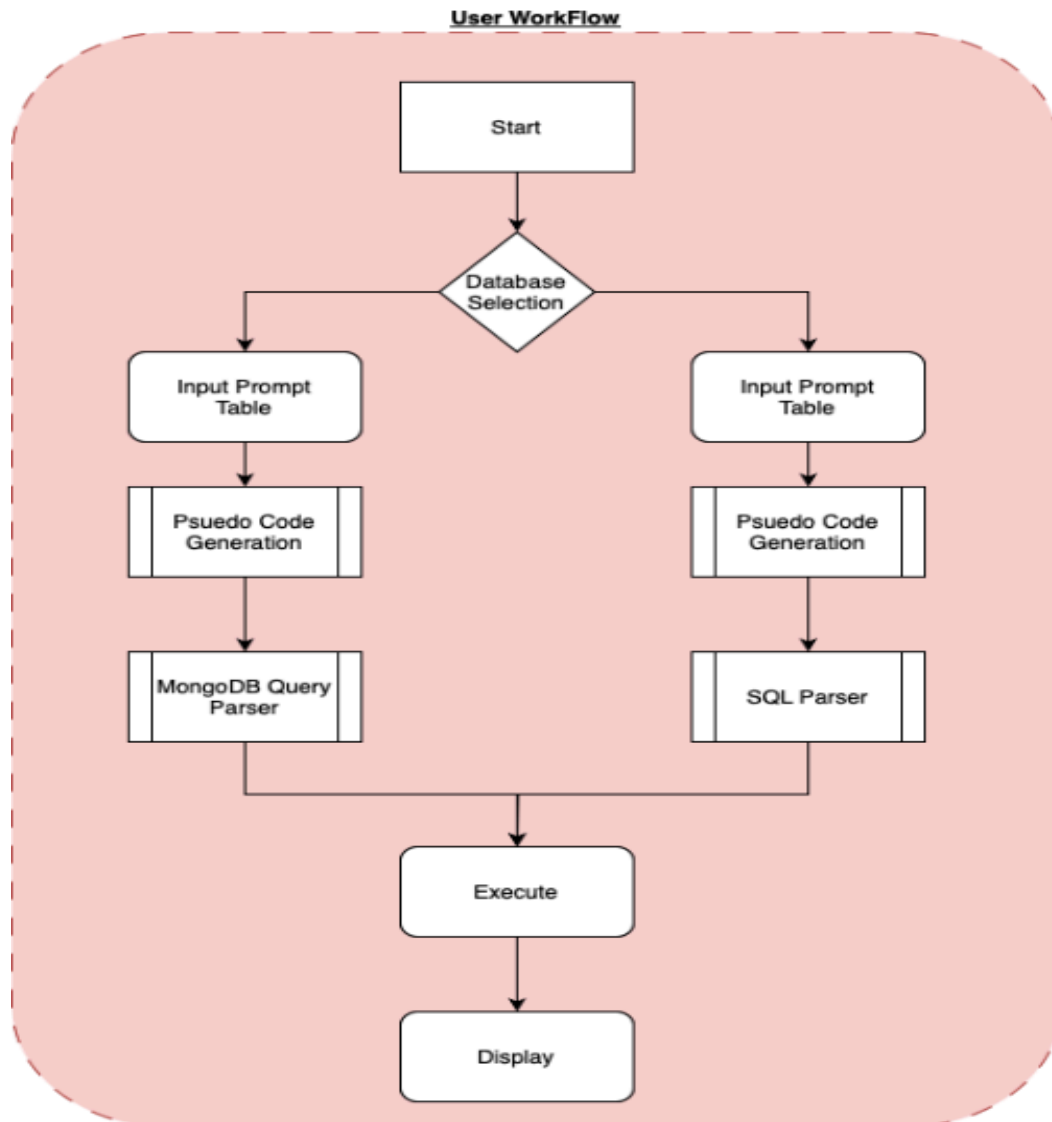 User WorkFlow
Start
Database
Selection
Input Prompt
Table
Input Prompt
Table
Psuedo Code
Generation
Psuedo Code
Generation
MongoDB Query
Parser
SQL Parser
Execute
Display